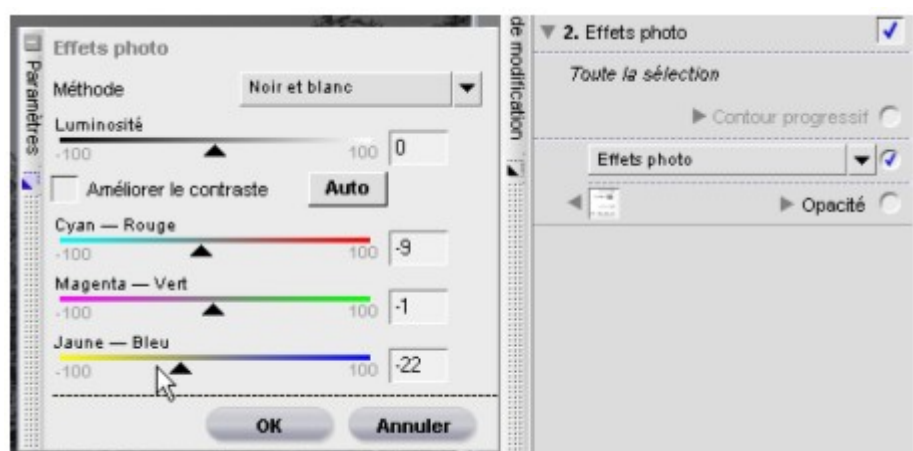 Paramètres
Effets photo
Méthode
Noir et blanc
Luminosité
-100
100
0
Améliorer le contraste
Auto
Cyan — Rouge
-100
100
-9
Magenta — Vert
-100
100
-1
Jaune — Bleu
-100
100
-22
OK
Annuler
de modification
2. Effets photo
Toute la sélection
Contour progressif
Effets photo
Opacité